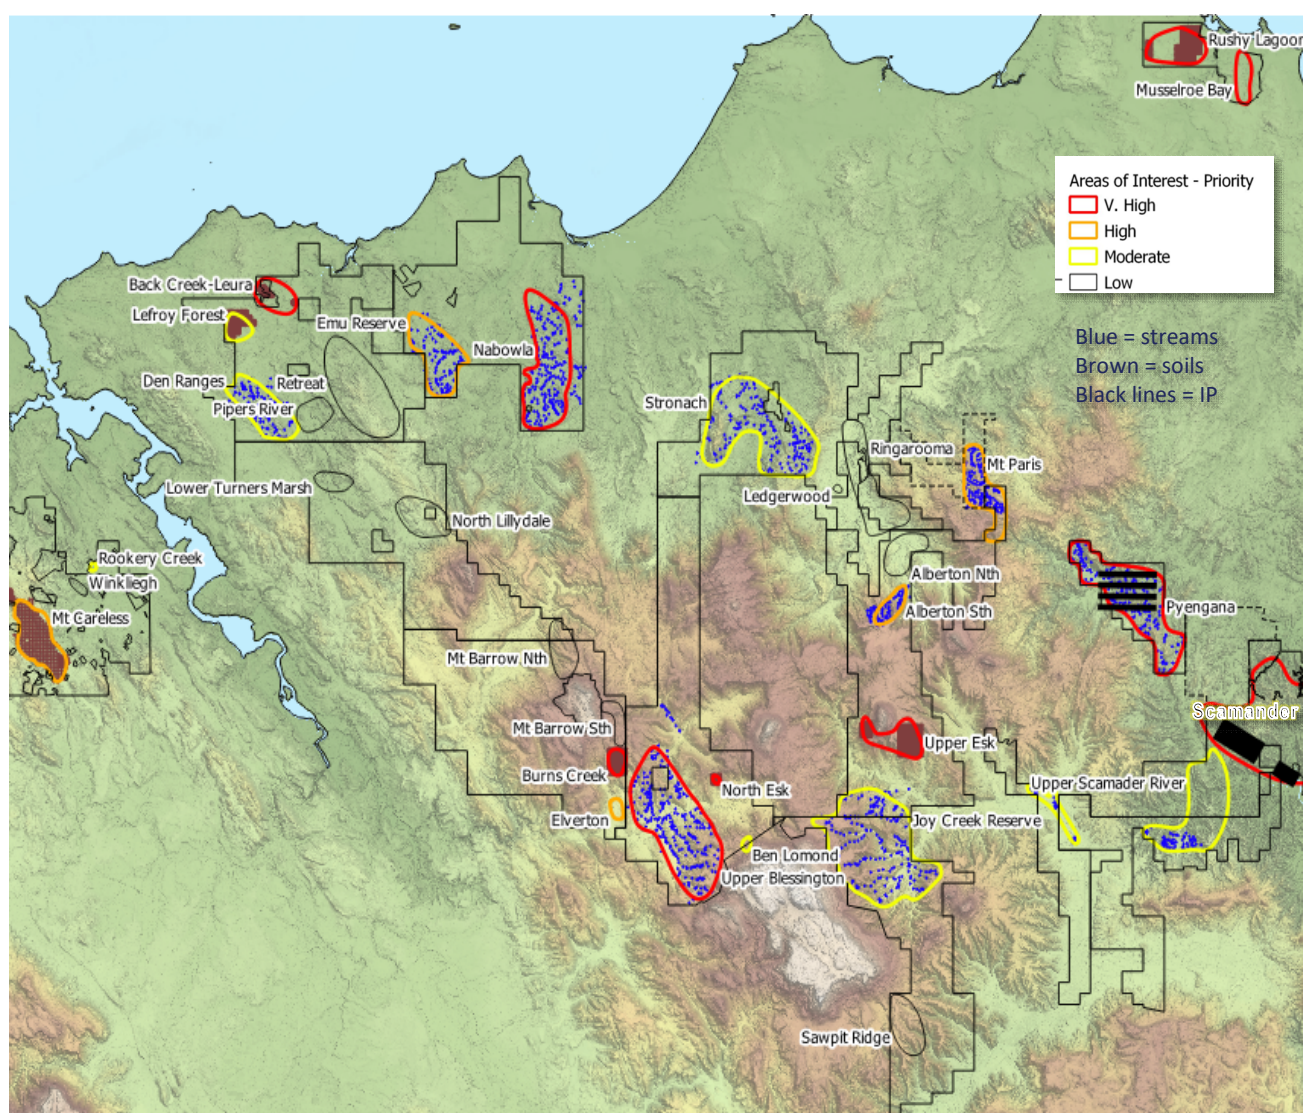 Rushy Lagoon
Musselroe Bay
Areas of Interest - Priority
V. High
High
Moderate
Low
Back Creek-Leura
Lefroy Forest
Emu Reserve
Blue = streams
Brown = soils
Black lines = IP
Nabowla
Den Ranges
Retreat
Pipers River
Stronach
Ringarooma
Mt Paris
Lower Turners Marsh
Ledgerwood
North Lillydale
Rookery Creek
Winkliegh
Alberton Nth
Mt Careless
Alberton Sth
Pyengana
Mt Barrow Nth
Scamander
Mt Barrow Sth
Upper Esk
Burns Creek
North Esk
Upper Scamader River
Elverton
Joy Creek Reserve
Ben Lomond
Upper Blessington
Sawpit Ridge